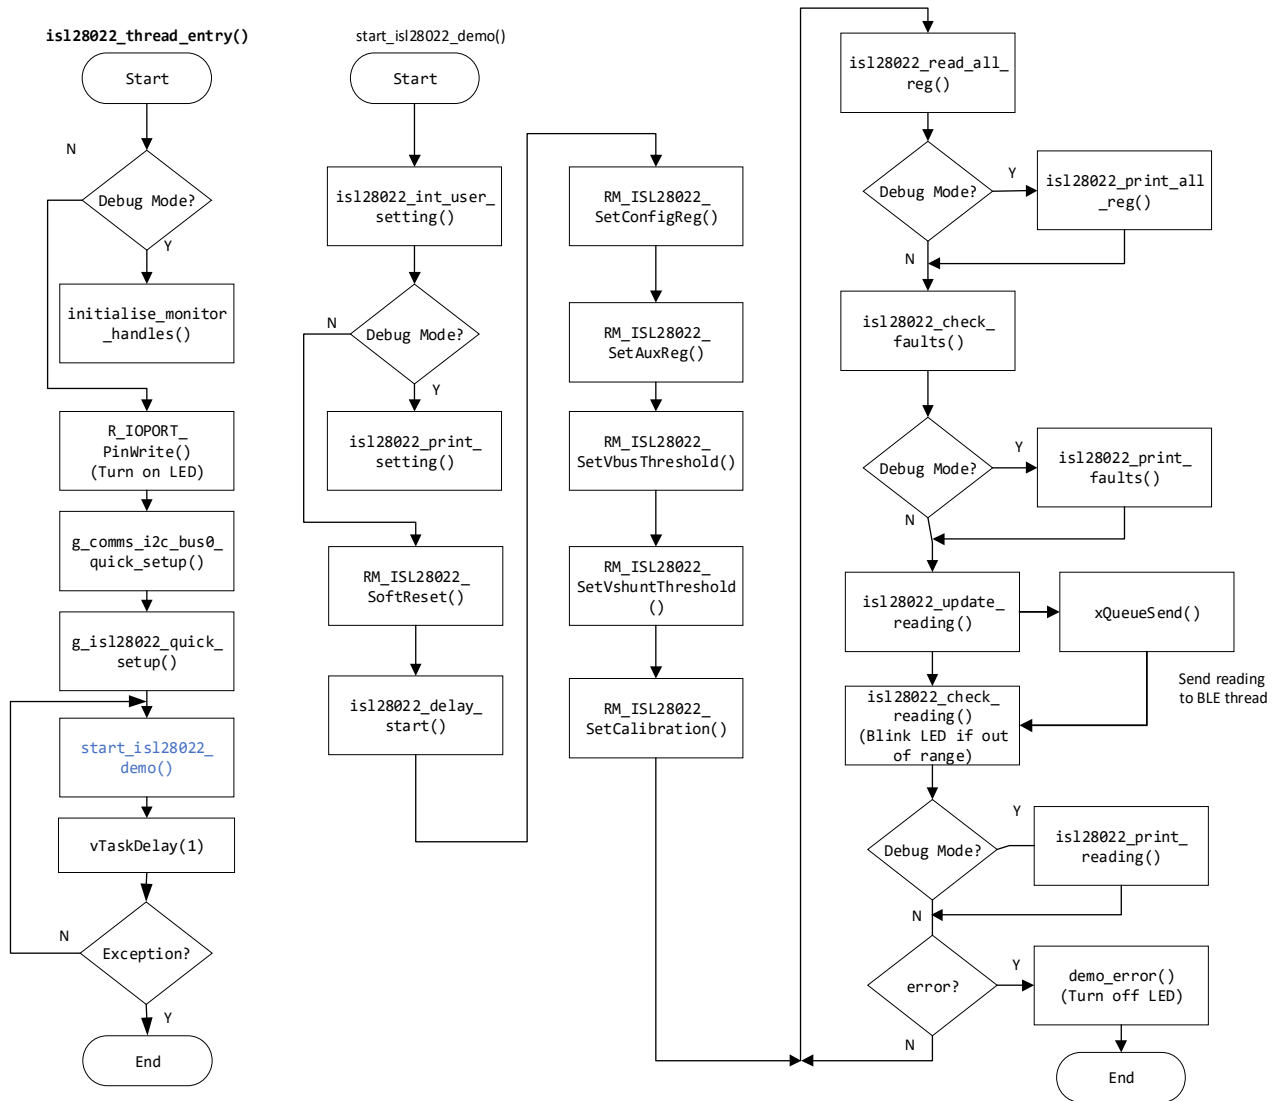 isl28022_thread_entry()
Start
N
Debug Mode?
Y
initialise_monitor
_handles()
R_IOPORT_
PinWrite()
(Turn on LED)
g_comms_i2c_bus0_
quick_setup()
g_isl28022_quick_
setup()
start_isl28022_
demo()
vTaskDelay(1)
N
Exception?
Y
End
start_isl28022_demo()
Start
isl28022_int_user_
setting()
N
Debug Mode?
Y
isl28022_print_
setting()
RM_ISL28022_
SoftReset()
isl28022_delay_
start()
RM_ISL28022_
SetConfigReg()
RM_ISL28022_
SetAuxReg()
RM_ISL28022_
SetVbusThreshold()
RM_ISL28022_
SetVshuntThreshold
()
RM_ISL28022_
SetCalibration()
isl28022_read_all_
reg()
Debug Mode?
Y
isl28022_print_all
_reg()
N
isl28022_check_
faults()
Debug Mode?
Y
isl28022_print_
faults()
N
isl28022_update_
reading()
xQueueSend()
Send reading
to BLE thread
isl28022_check_
reading()
(Blink LED if out
of range)
Debug Mode?
Y
isl28022_print_
reading()
N
error?
Y
demo_error()
(Turn off LED)
N
End